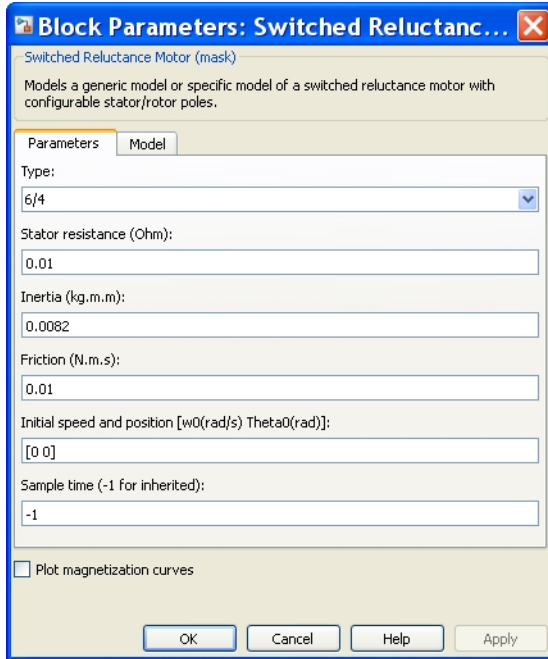 Block Parameters: Switched Reluctanc...
Switched Reluctance Motor (mask)
Models a generic model or specific model of a switched reluctance motor with
configurable stator/rotor poles.
Parameters Model
Type:
6/4
Stator resistance (Ohm):
0.01
Inertia (kg.m.m):
0.0082
Friction (N.m.s):
0.01
Initial speed and position [w0(rad/s) Theta0(rad)]:
[0 0]
Sample time (-1 for inherited):
-1
Plot magnetization curves
OK Cancel Help Apply